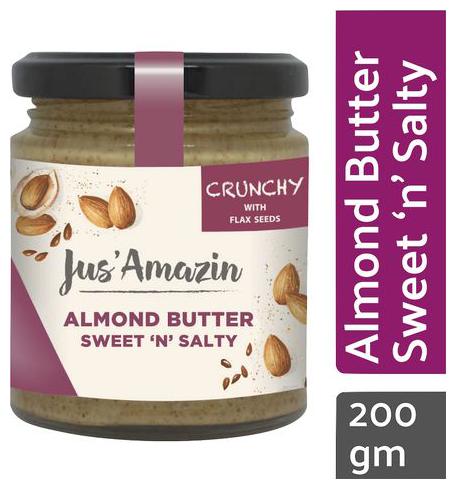 CRUNCHY
WITH
FLAX SEEDS
Jus'Amazin
ALMOND BUTTER
SWEET 'N' SALTY
Almond Butter
Sweet 'n' Salty
200
gm